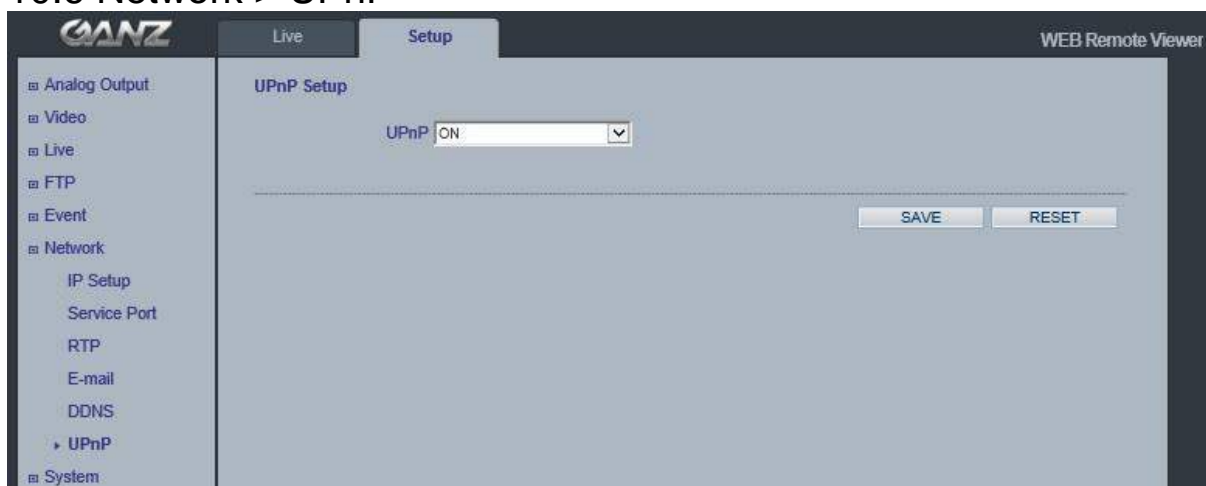 GANZ
Live
Setup
WEB Remote Viewer
Analog Output
Video
Live
FTP
Event
Network
IP Setup
Service Port
RTP
E-mail
DDNS
UPnP
System
UPnP Setup
UPnP ON
SAVE
RESET